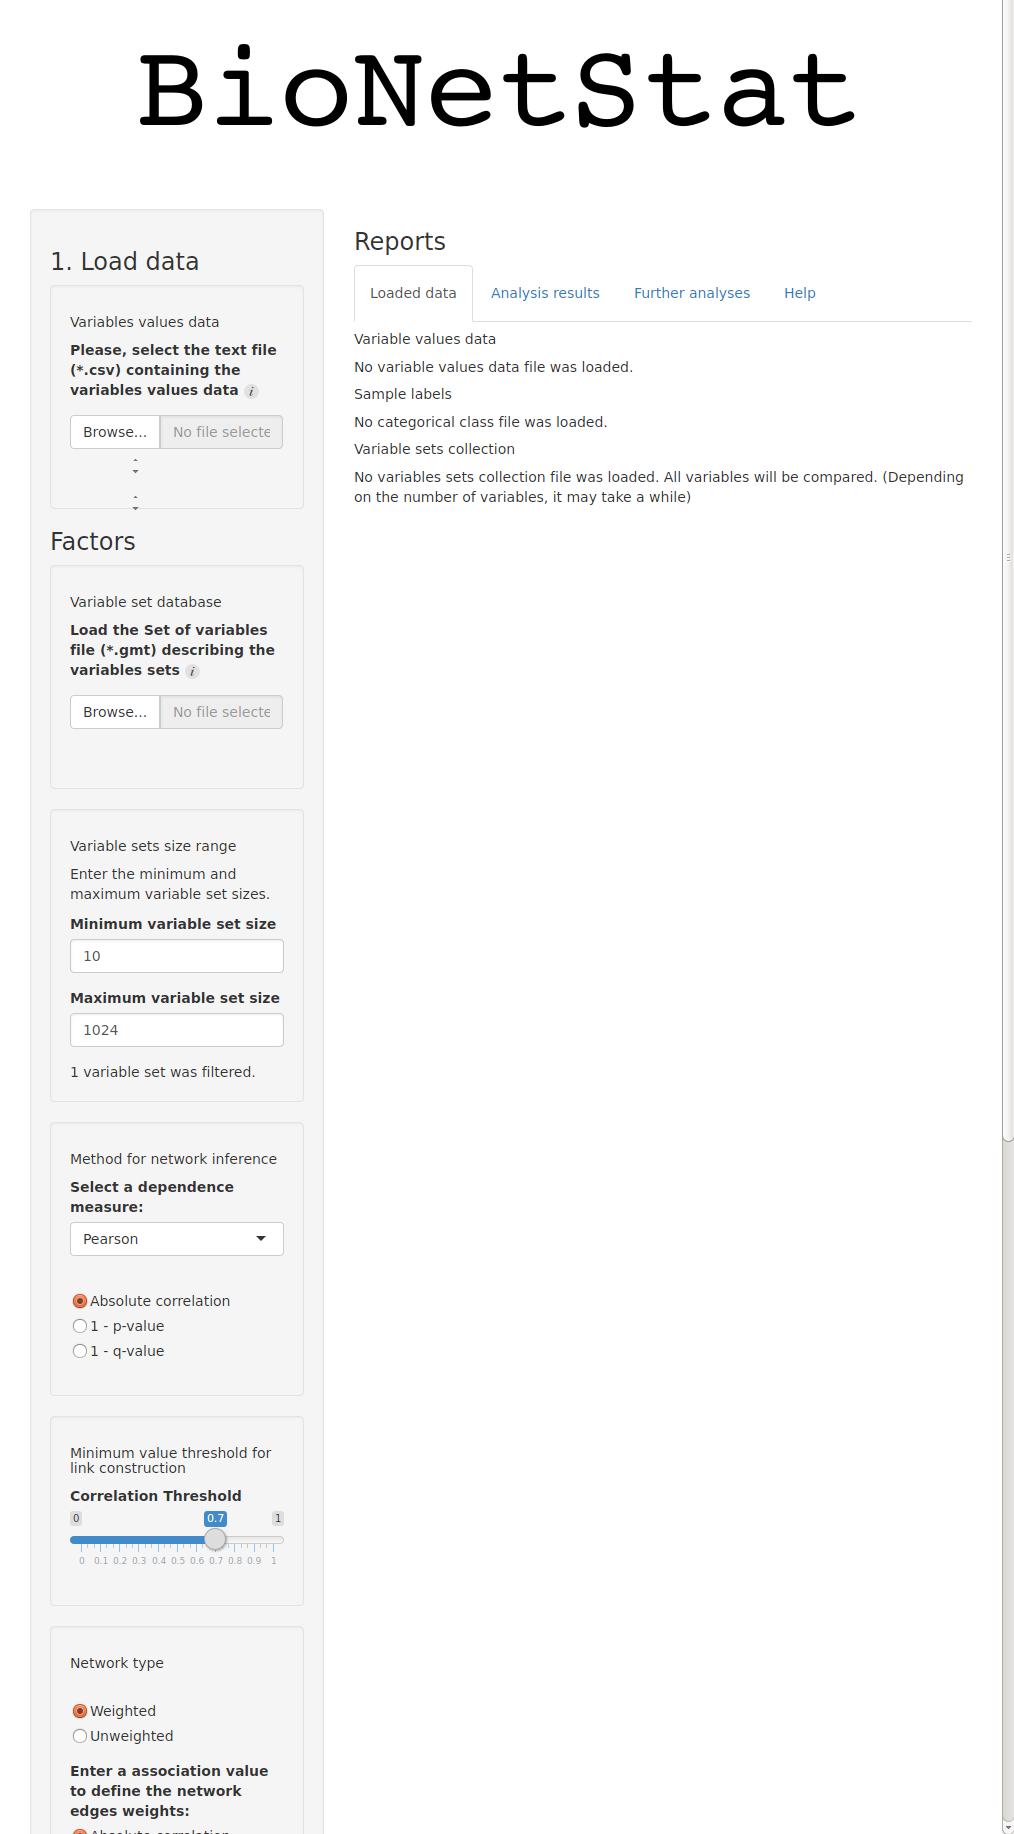 BioNetStat
1. Load data
Variables values data
Please, select the text file
(*.csv) containing the
variables values data i
Browse... No file selecte
Factors
Variable set database
Load the Set of variables
file (*.gmt) describing the
variables sets i
Browse... No file selecte
Variable sets size range
Enter the minimum and
maximum variable set sizes.
Minimum variable set size
10
Maximum variable set size
1024
1 variable set was filtered.
Method for network inference
Select a dependence
measure:
Pearson
Absolute correlation
1 - p-value
1 - q-value
Minimum value threshold for
link construction
Correlation Threshold
0 0.7 1
0 0.1 0.2 0.3 0.4 0.5 0.6 0.7 0.8 0.9 1
Network type
Weighted
Unweighted
Enter a association value
to define the network
edges weights:
Absolute correlation
Reports
Loaded data Analysis results Further analyses Help
Variable values data
No variable values data file was loaded.
Sample labels
No categorical class file was loaded.
Variable sets collection
No variables sets collection file was loaded. All variables will be compared. (Depending
on the number of variables, it may take a while)